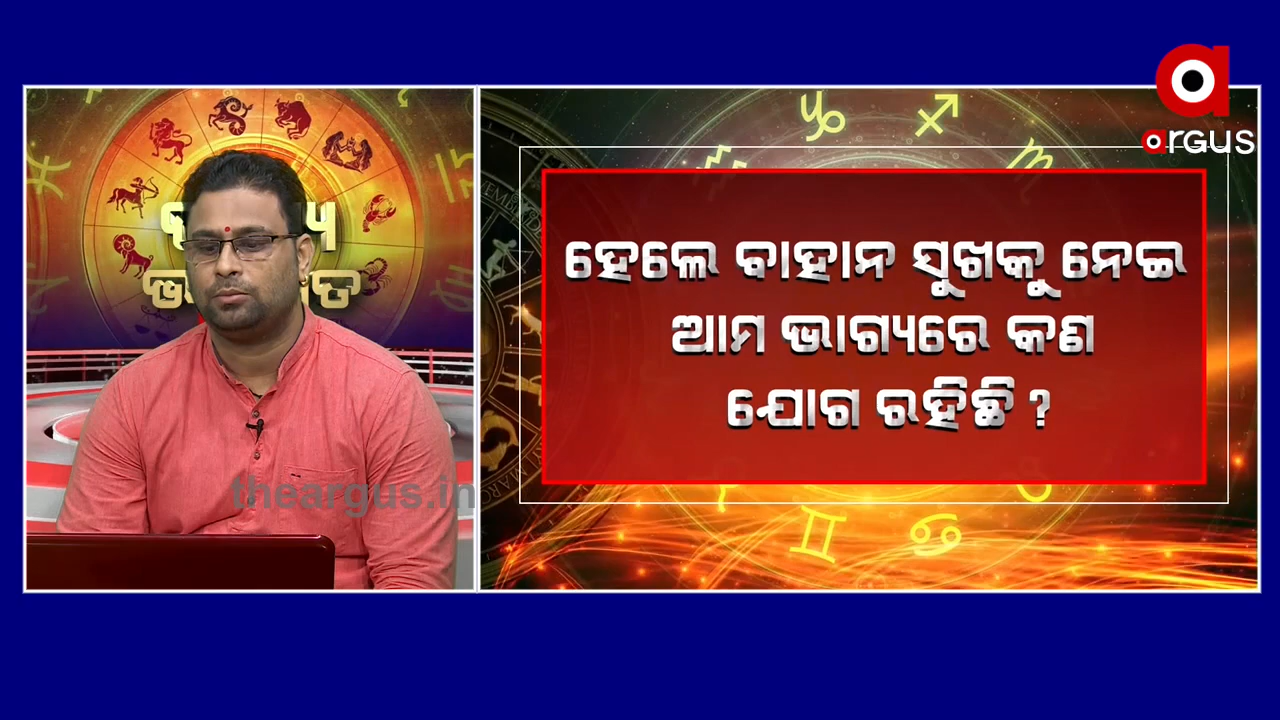 ହେଲେ ବାହାନ ସୁଖକୁ ନେଇ
ଆମ ଭାଗ୍ୟରେ କଣ
ଯୋଗ ରହିଛି ?
argus
theargus.in